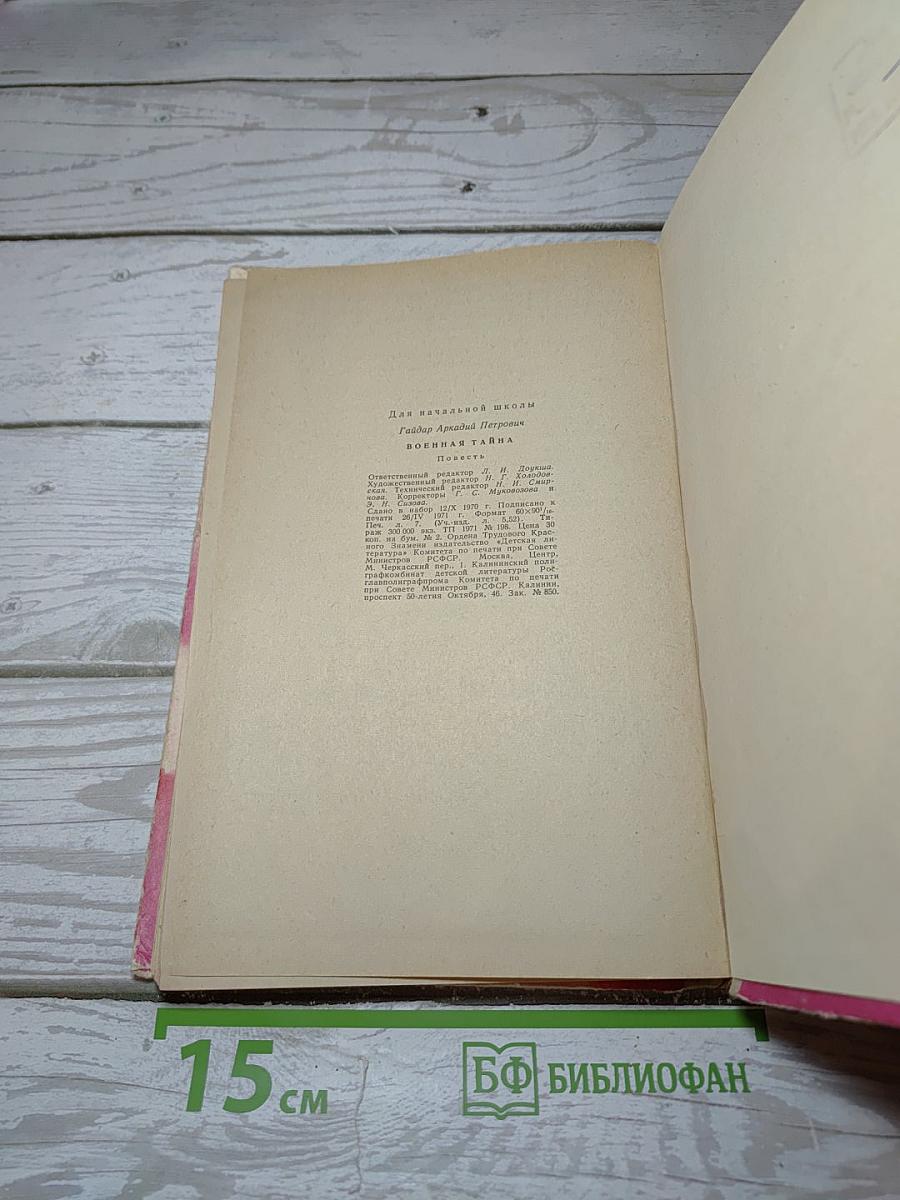 Для начальной школы
Гайдар Аркадий Петрович
ВОЕННАЯ ТАЙНА
Повесть
Ответственный редактор Л. И. Доукша.
Художественный редактор Н. Г. Холодов-
ская. Технический редактор Н. И. Смир-
нова. Корректоры Г. С. Муковозова и
Э. Н. Сизова.
Сдано в набор 12/X 1970 г. Подписано к
печати 26/IV 1971 г. Формат 60×90¹/₁₆.
Печ. л. 7. (Уч.-изд. л. 5,52). Ти-
раж 300 000 экз. ТП 1971 № 198. Цена 30
коп. на бум. № 2. Ордена Трудового Крас-
ного Знамени издательство «Детская ли-
тература» Комитета по печати при Совете
Министров РСФСР. Москва, Центр,
М. Черкасский пер., 1. Калининский поли-
графкомбинат детской литературы Рос-
главполиграфпрома Комитета по печати
при Совете Министров РСФСР. Калинин,
проспект 50-летия Октября, 46. Зак. № 850.
15 см
БФ БИБЛИОФАН